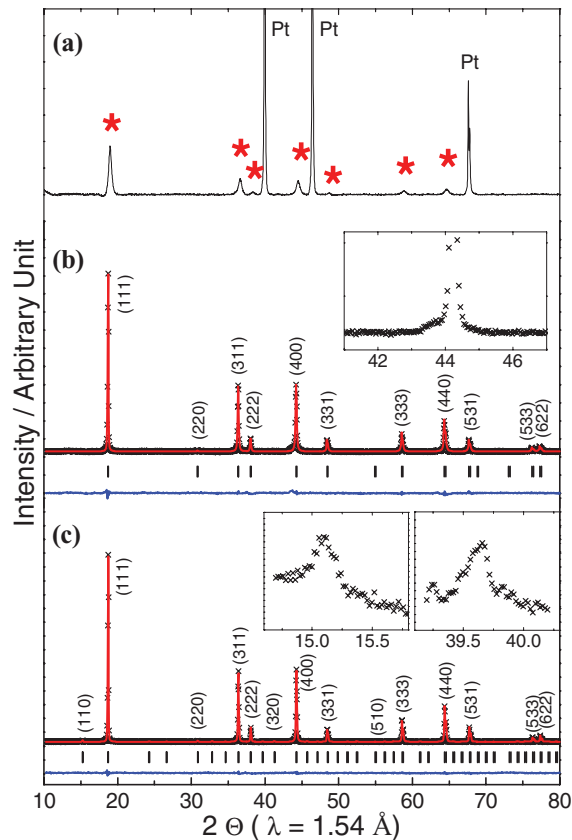 (a)
Pt
Pt
Pt
(b)
(111)
(220)
(311)
(222)
(400)
(331)
(333)
(440)
(531)
(533)
(622)
42 44 46
(c)
(110)
(111)
(220)
(311)
(222)
(320)
(400)
(331)
(510)
(333)
(440)
(531)
(533)
(622)
15.0 15.5
39.5 40.0
10 20 30 40 50 60 70 80
2 Θ ( λ = 1.54 Å)
Intensity / Arbitrary Unit